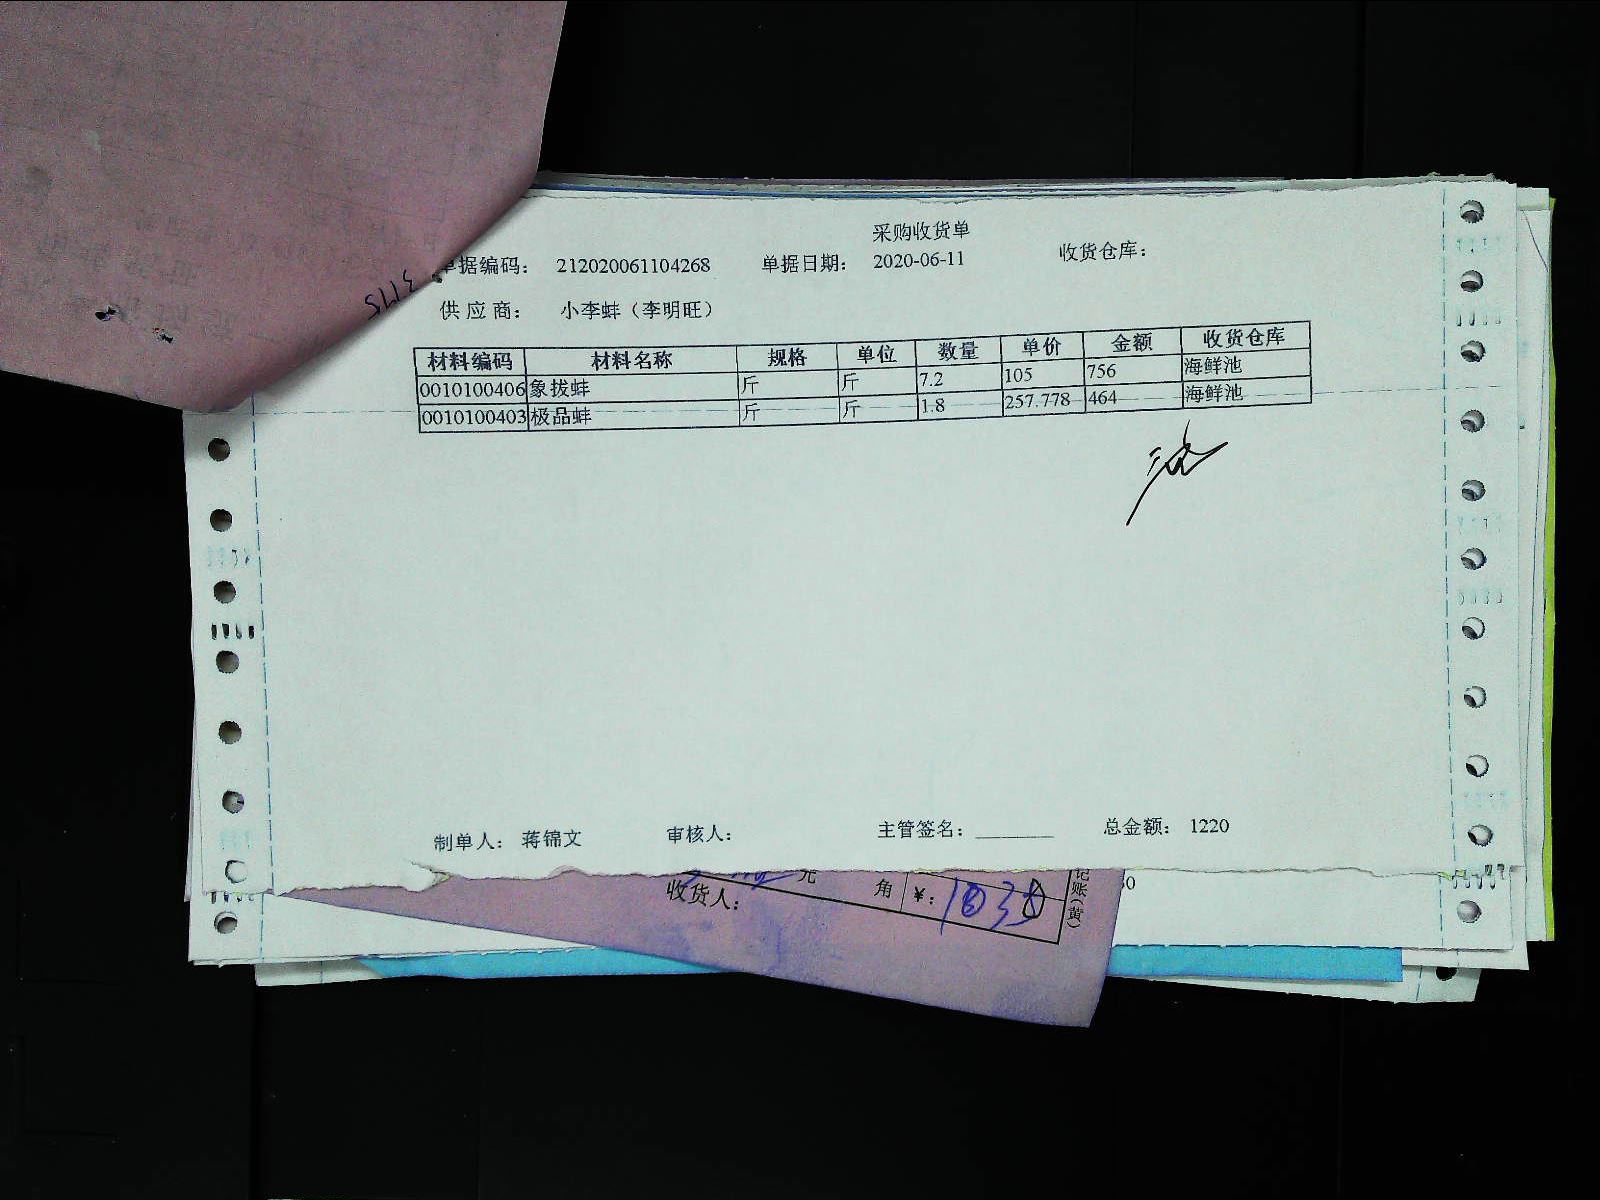 采购收货单
单据编码： 212020061104268 单据日期： 2020-06-11 收货仓库：
供应商： 小李蚌（李明旺）
材料编码 材料名称 规格 单位 数量 单价 金额 收货仓库
0010100406 象拔蚌 斤 斤 7.2 105 756 海鲜池
0010100403 极品蚌 斤 斤 1.8 257.778 464 海鲜池
制单人： 蒋锦文 审核人： 主管签名：________ 总金额： 1220
元 角 ¥：
收货人：
记账（黄）